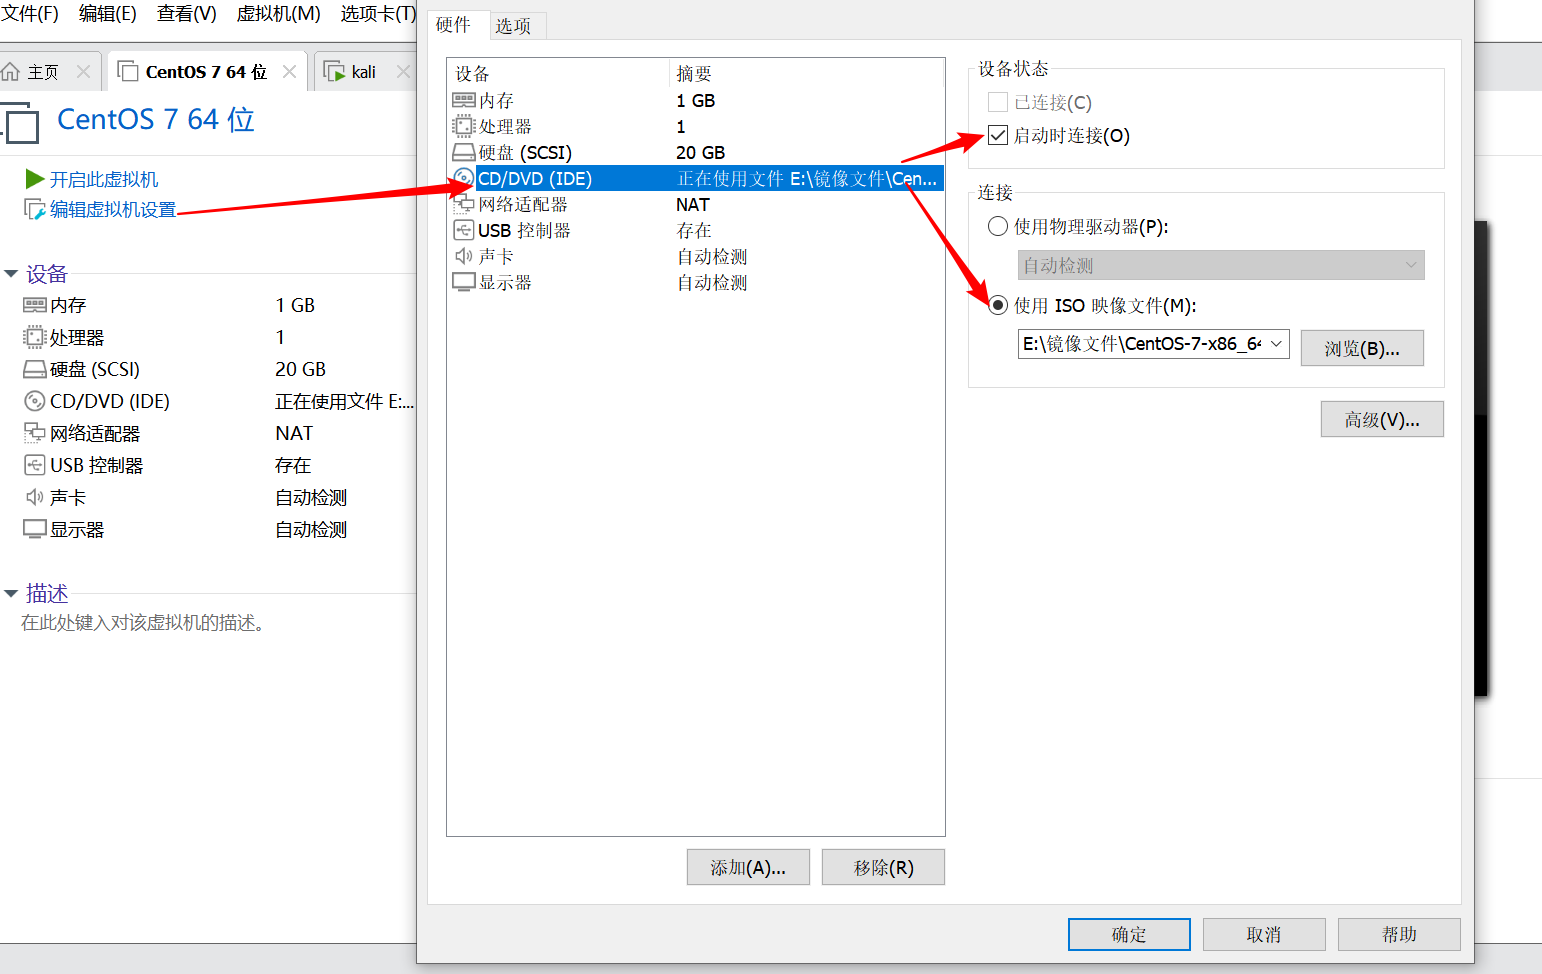 文件(F) 编辑(E) 查看(V) 虚拟机(M) 选项卡(T)
主页 CentOS 7 64 位 kali
CentOS 7 64 位
开启此虚拟机
编辑虚拟机设置
设备
内存 1 GB
处理器 1
硬盘 (SCSI) 20 GB
CD/DVD (IDE) 正在使用文件 E:...
网络适配器 NAT
USB 控制器 存在
声卡 自动检测
显示器 自动检测
描述
在此处键入对该虚拟机的描述。
硬件 选项
设备 摘要
内存 1 GB
处理器 1
硬盘 (SCSI) 20 GB
CD/DVD (IDE) 正在使用文件 E:\镜像文件\Cen...
网络适配器 NAT
USB 控制器 存在
声卡 自动检测
显示器 自动检测
添加(A)... 移除(R)
设备状态
已连接(C)
启动时连接(O)
连接
使用物理驱动器(P):
自动检测
使用 ISO 映像文件(M):
E:\镜像文件\CentOS-7-x86_64 浏览(B)...
高级(V)...
确定 取消 帮助